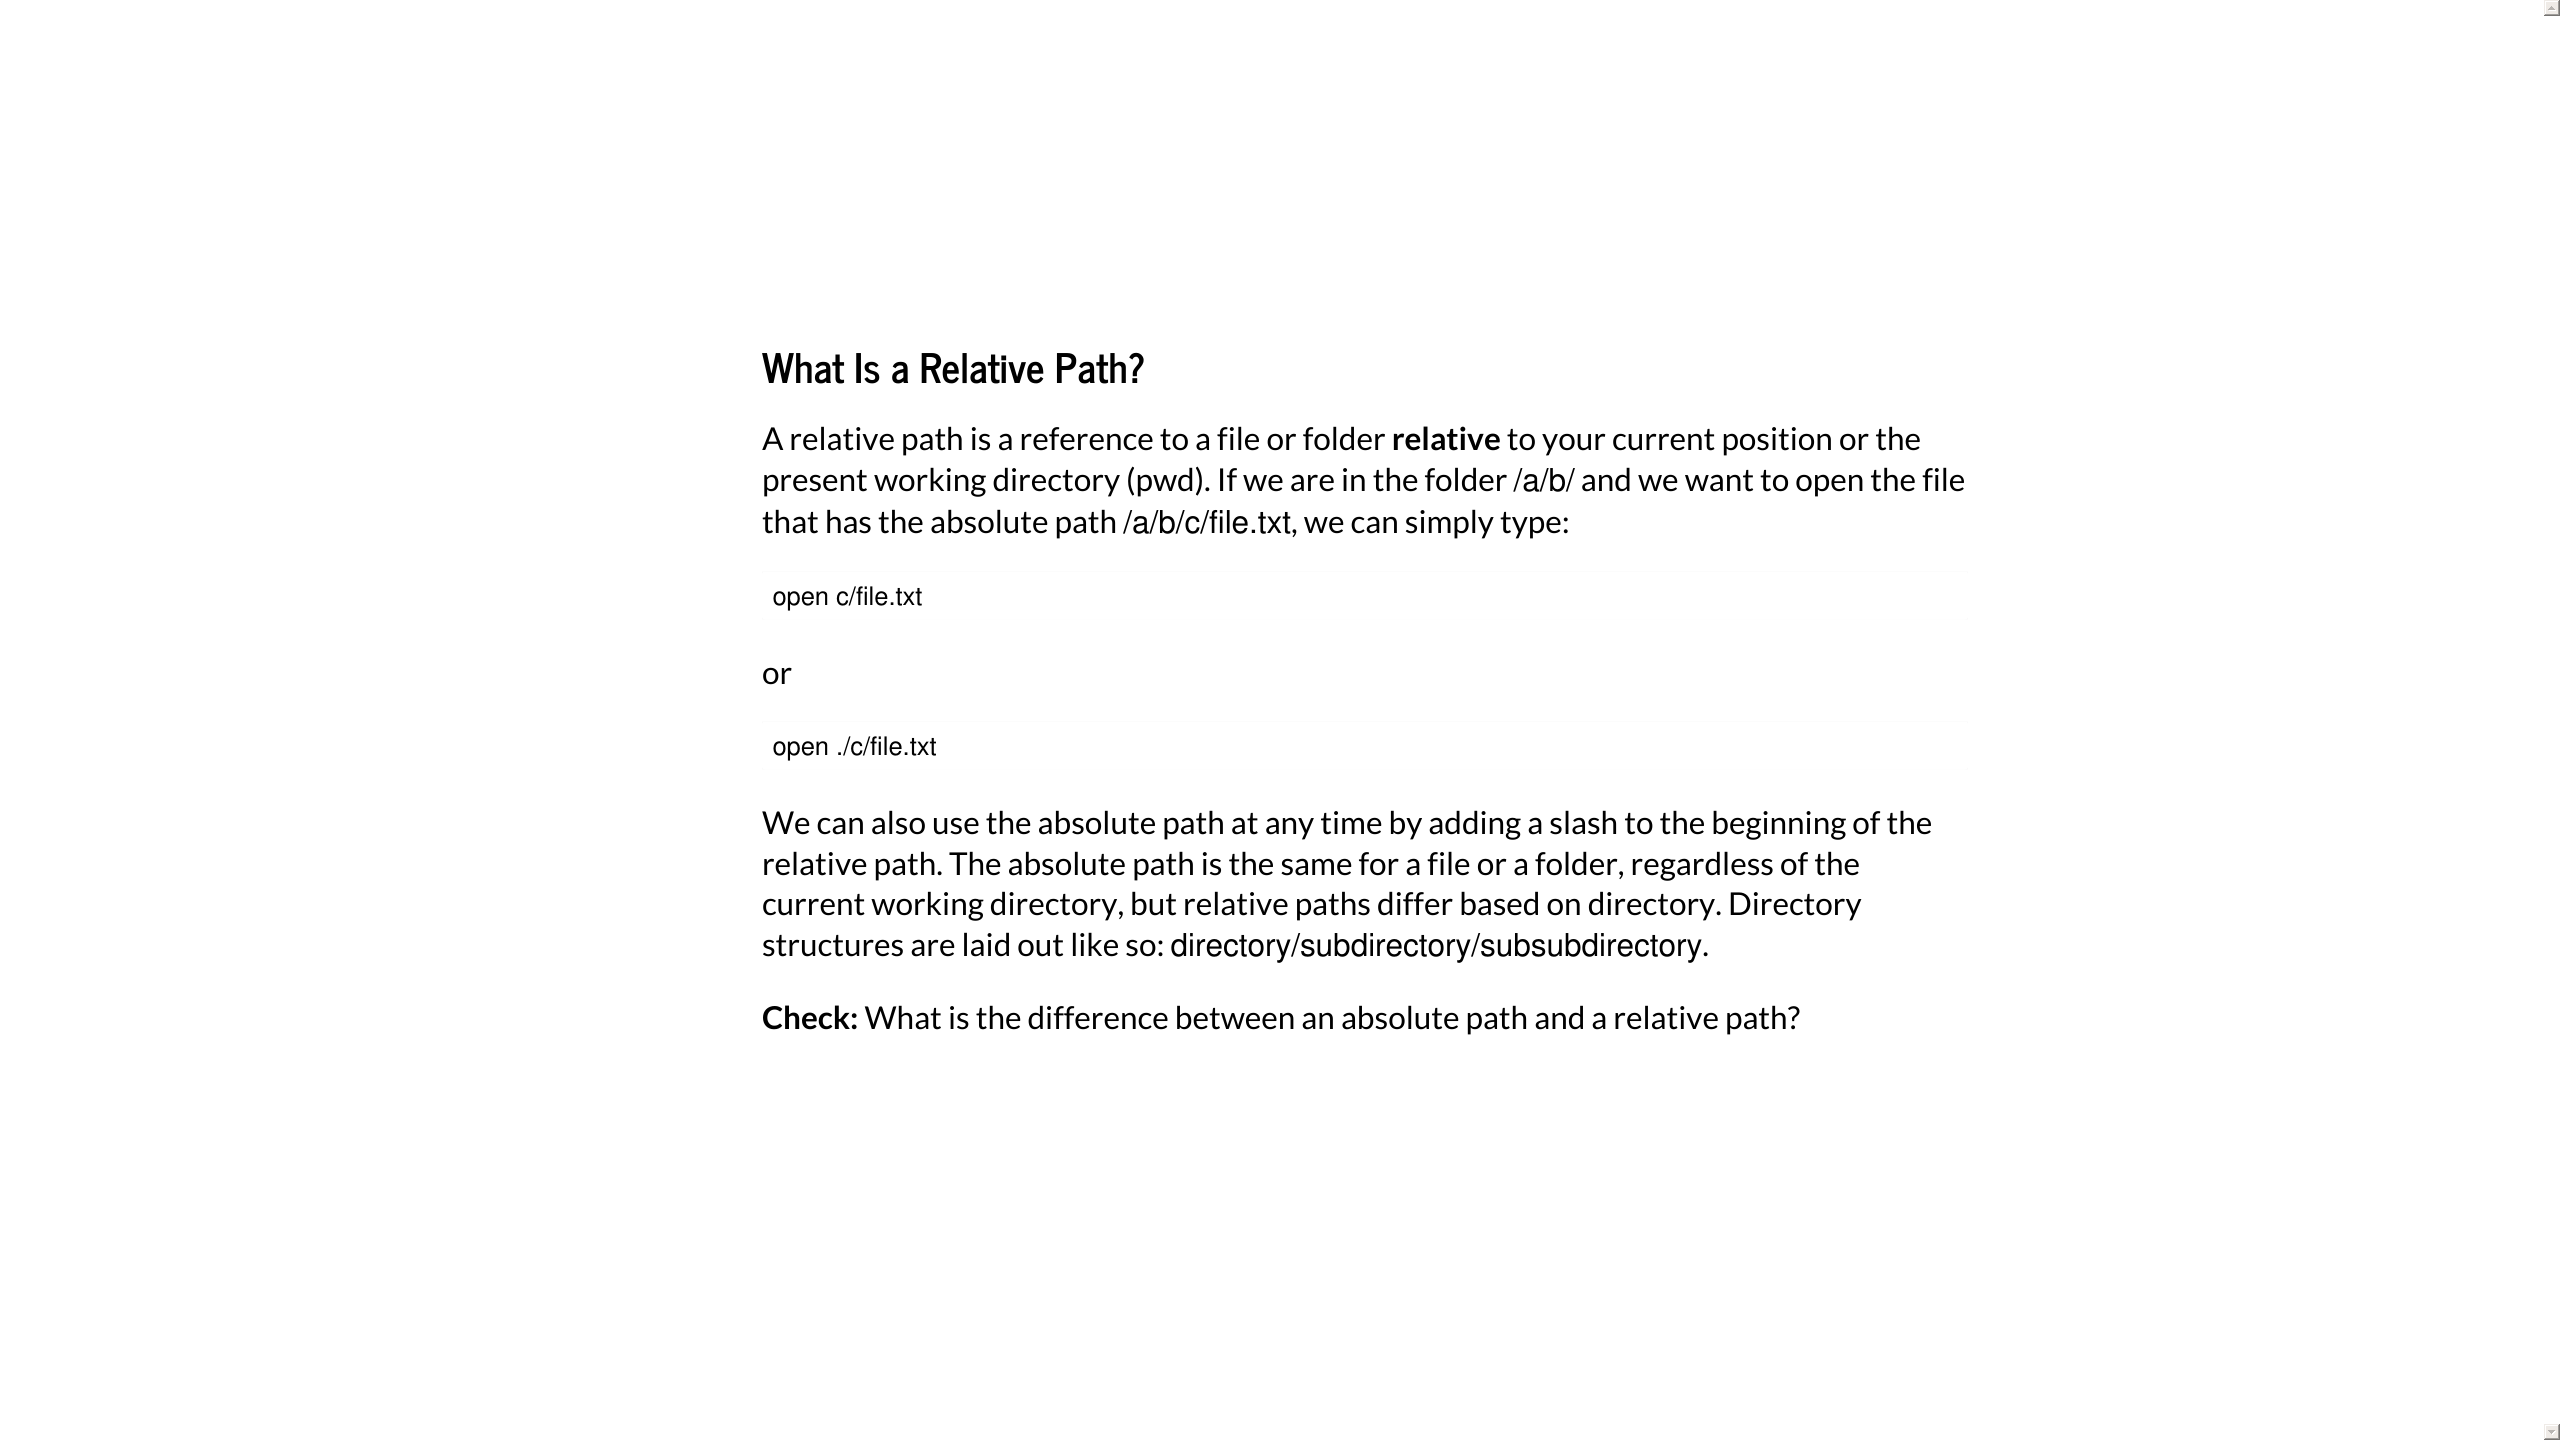 What Is a Relative Path?
A relative path is a reference to a file or folder relative to your current position or the
present working directory (pwd). If we are in the folder /a/b/ and we want to open the file
that has the absolute path /a/b/c/file.txt, we can simply type:
open c/file.txt
or
open ./c/file.txt
We can also use the absolute path at any time by adding a slash to the beginning of the
relative path. The absolute path is the same for a file or a folder, regardless of the
current working directory, but relative paths differ based on directory. Directory
structures are laid out like so: directory/subdirectory/subsubdirectory.
Check: What is the difference between an absolute path and a relative path?